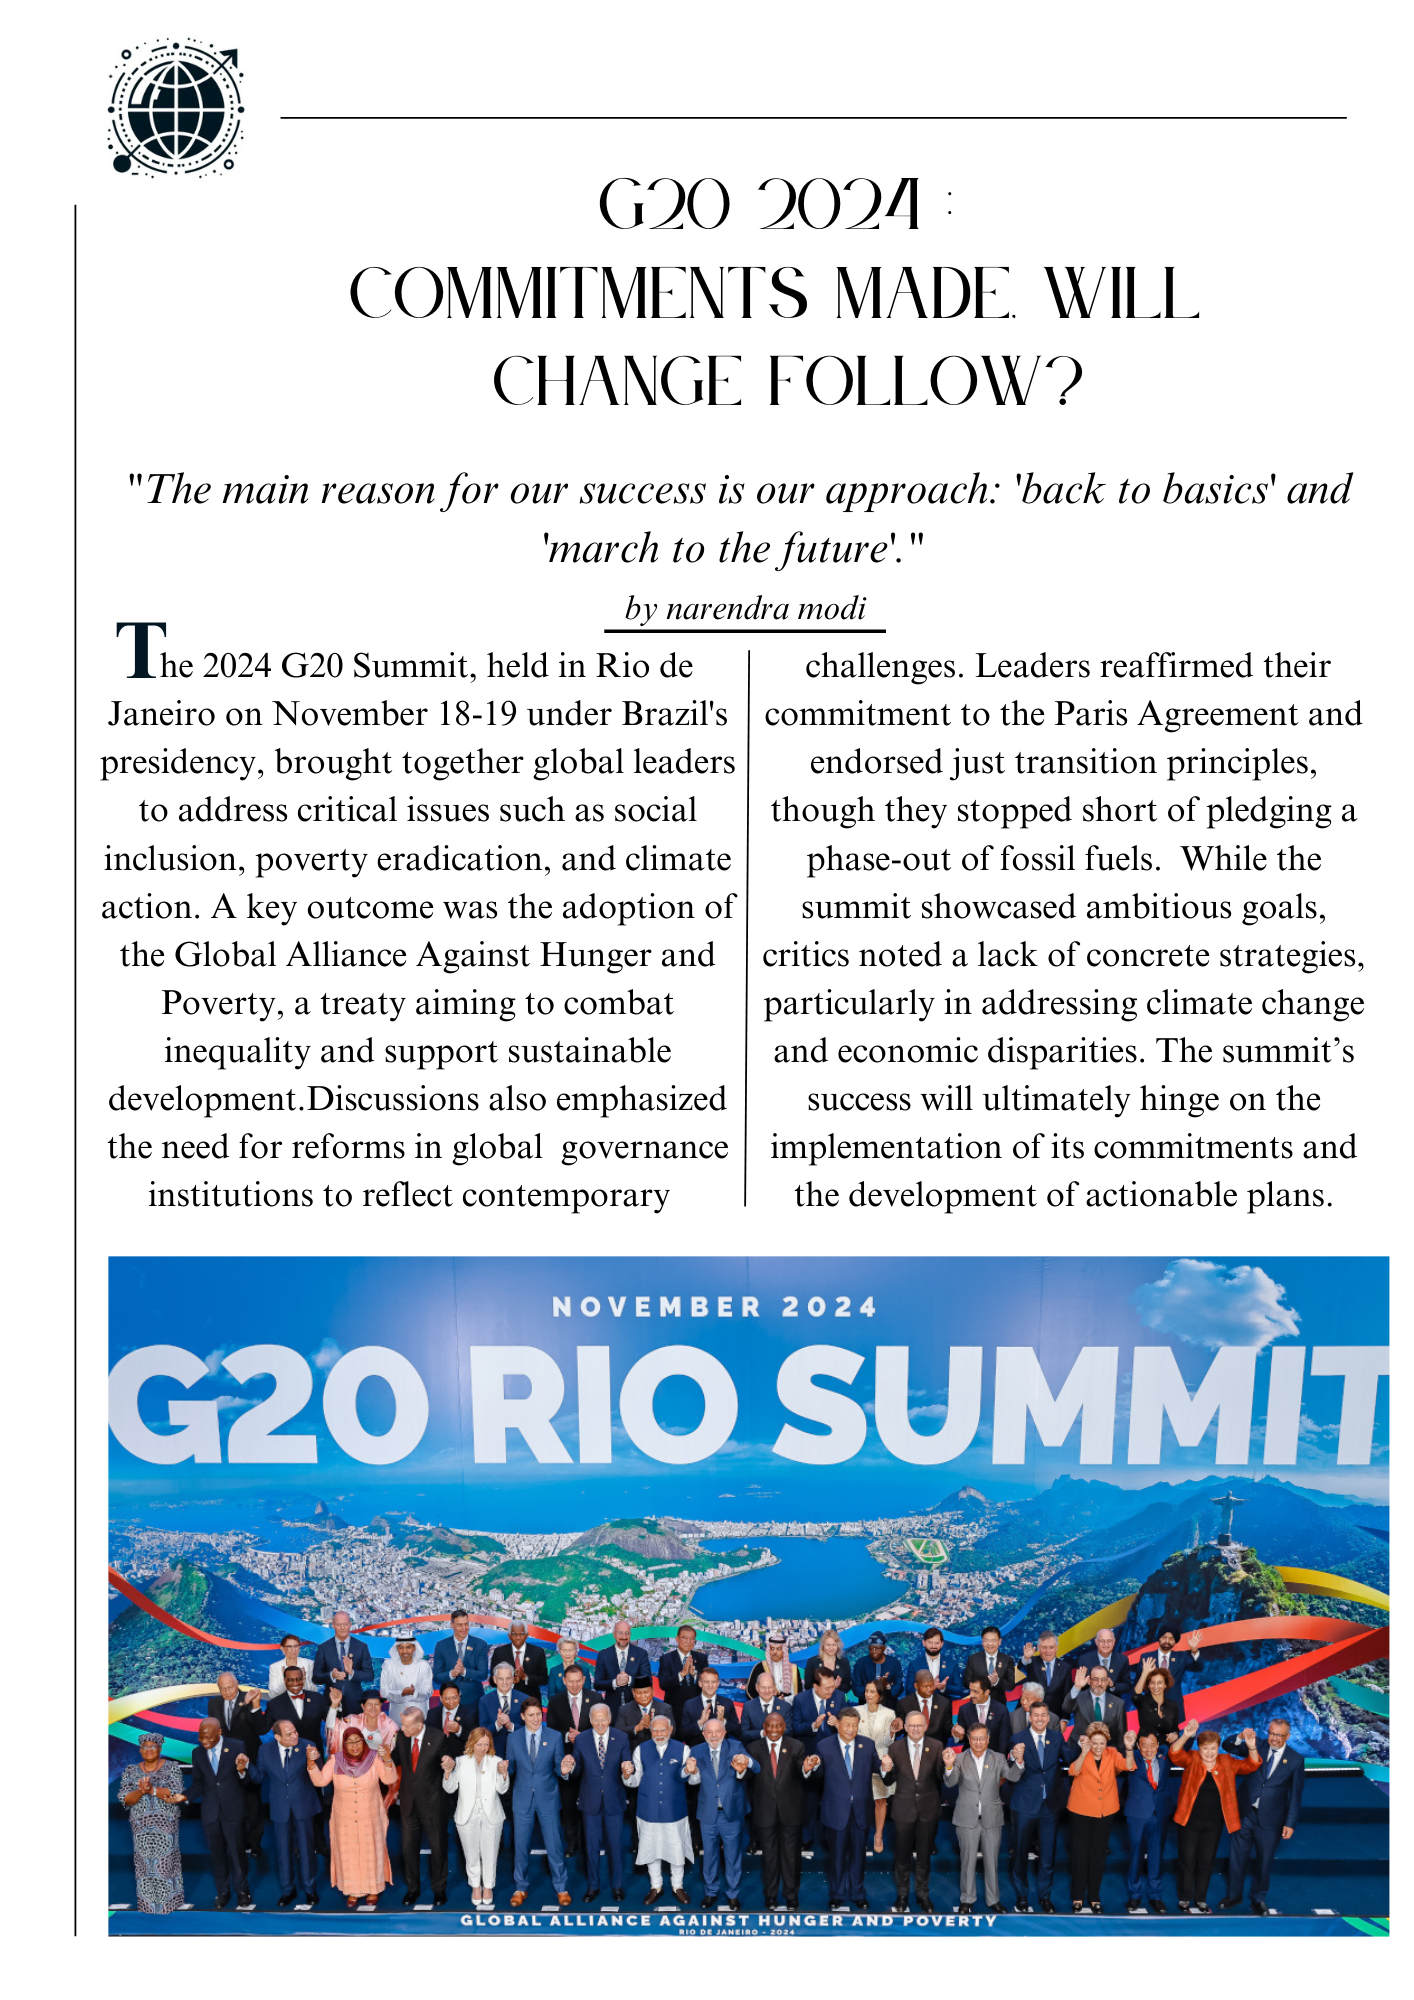 G20 2024 :
COMMITMENTS MADE, WILL
CHANGE FOLLOW?
"The main reason for our success is our approach: 'back to basics' and
'march to the future'."
by narendra modi
The 2024 G20 Summit, held in Rio de
Janeiro on November 18-19 under Brazil's
presidency, brought together global leaders
to address critical issues such as social
inclusion, poverty eradication, and climate
action. A key outcome was the adoption of
the Global Alliance Against Hunger and
Poverty, a treaty aiming to combat
inequality and support sustainable
development.Discussions also emphasized
the need for reforms in global  governance
institutions to reflect contemporary
challenges. Leaders reaffirmed their
commitment to the Paris Agreement and
endorsed just transition principles,
though they stopped short of pledging a
phase-out of fossil fuels.  While the
summit showcased ambitious goals,
critics noted a lack of concrete strategies,
particularly in addressing climate change
and economic disparities. The summit’s
success will ultimately hinge on the
implementation of its commitments and
the development of actionable plans.
NOVEMBER 2024
G20 RIO SUMMIT
GLOBAL ALLIANCE AGAINST HUNGER AND POVERTY
RIO DE JANEIRO - 2024